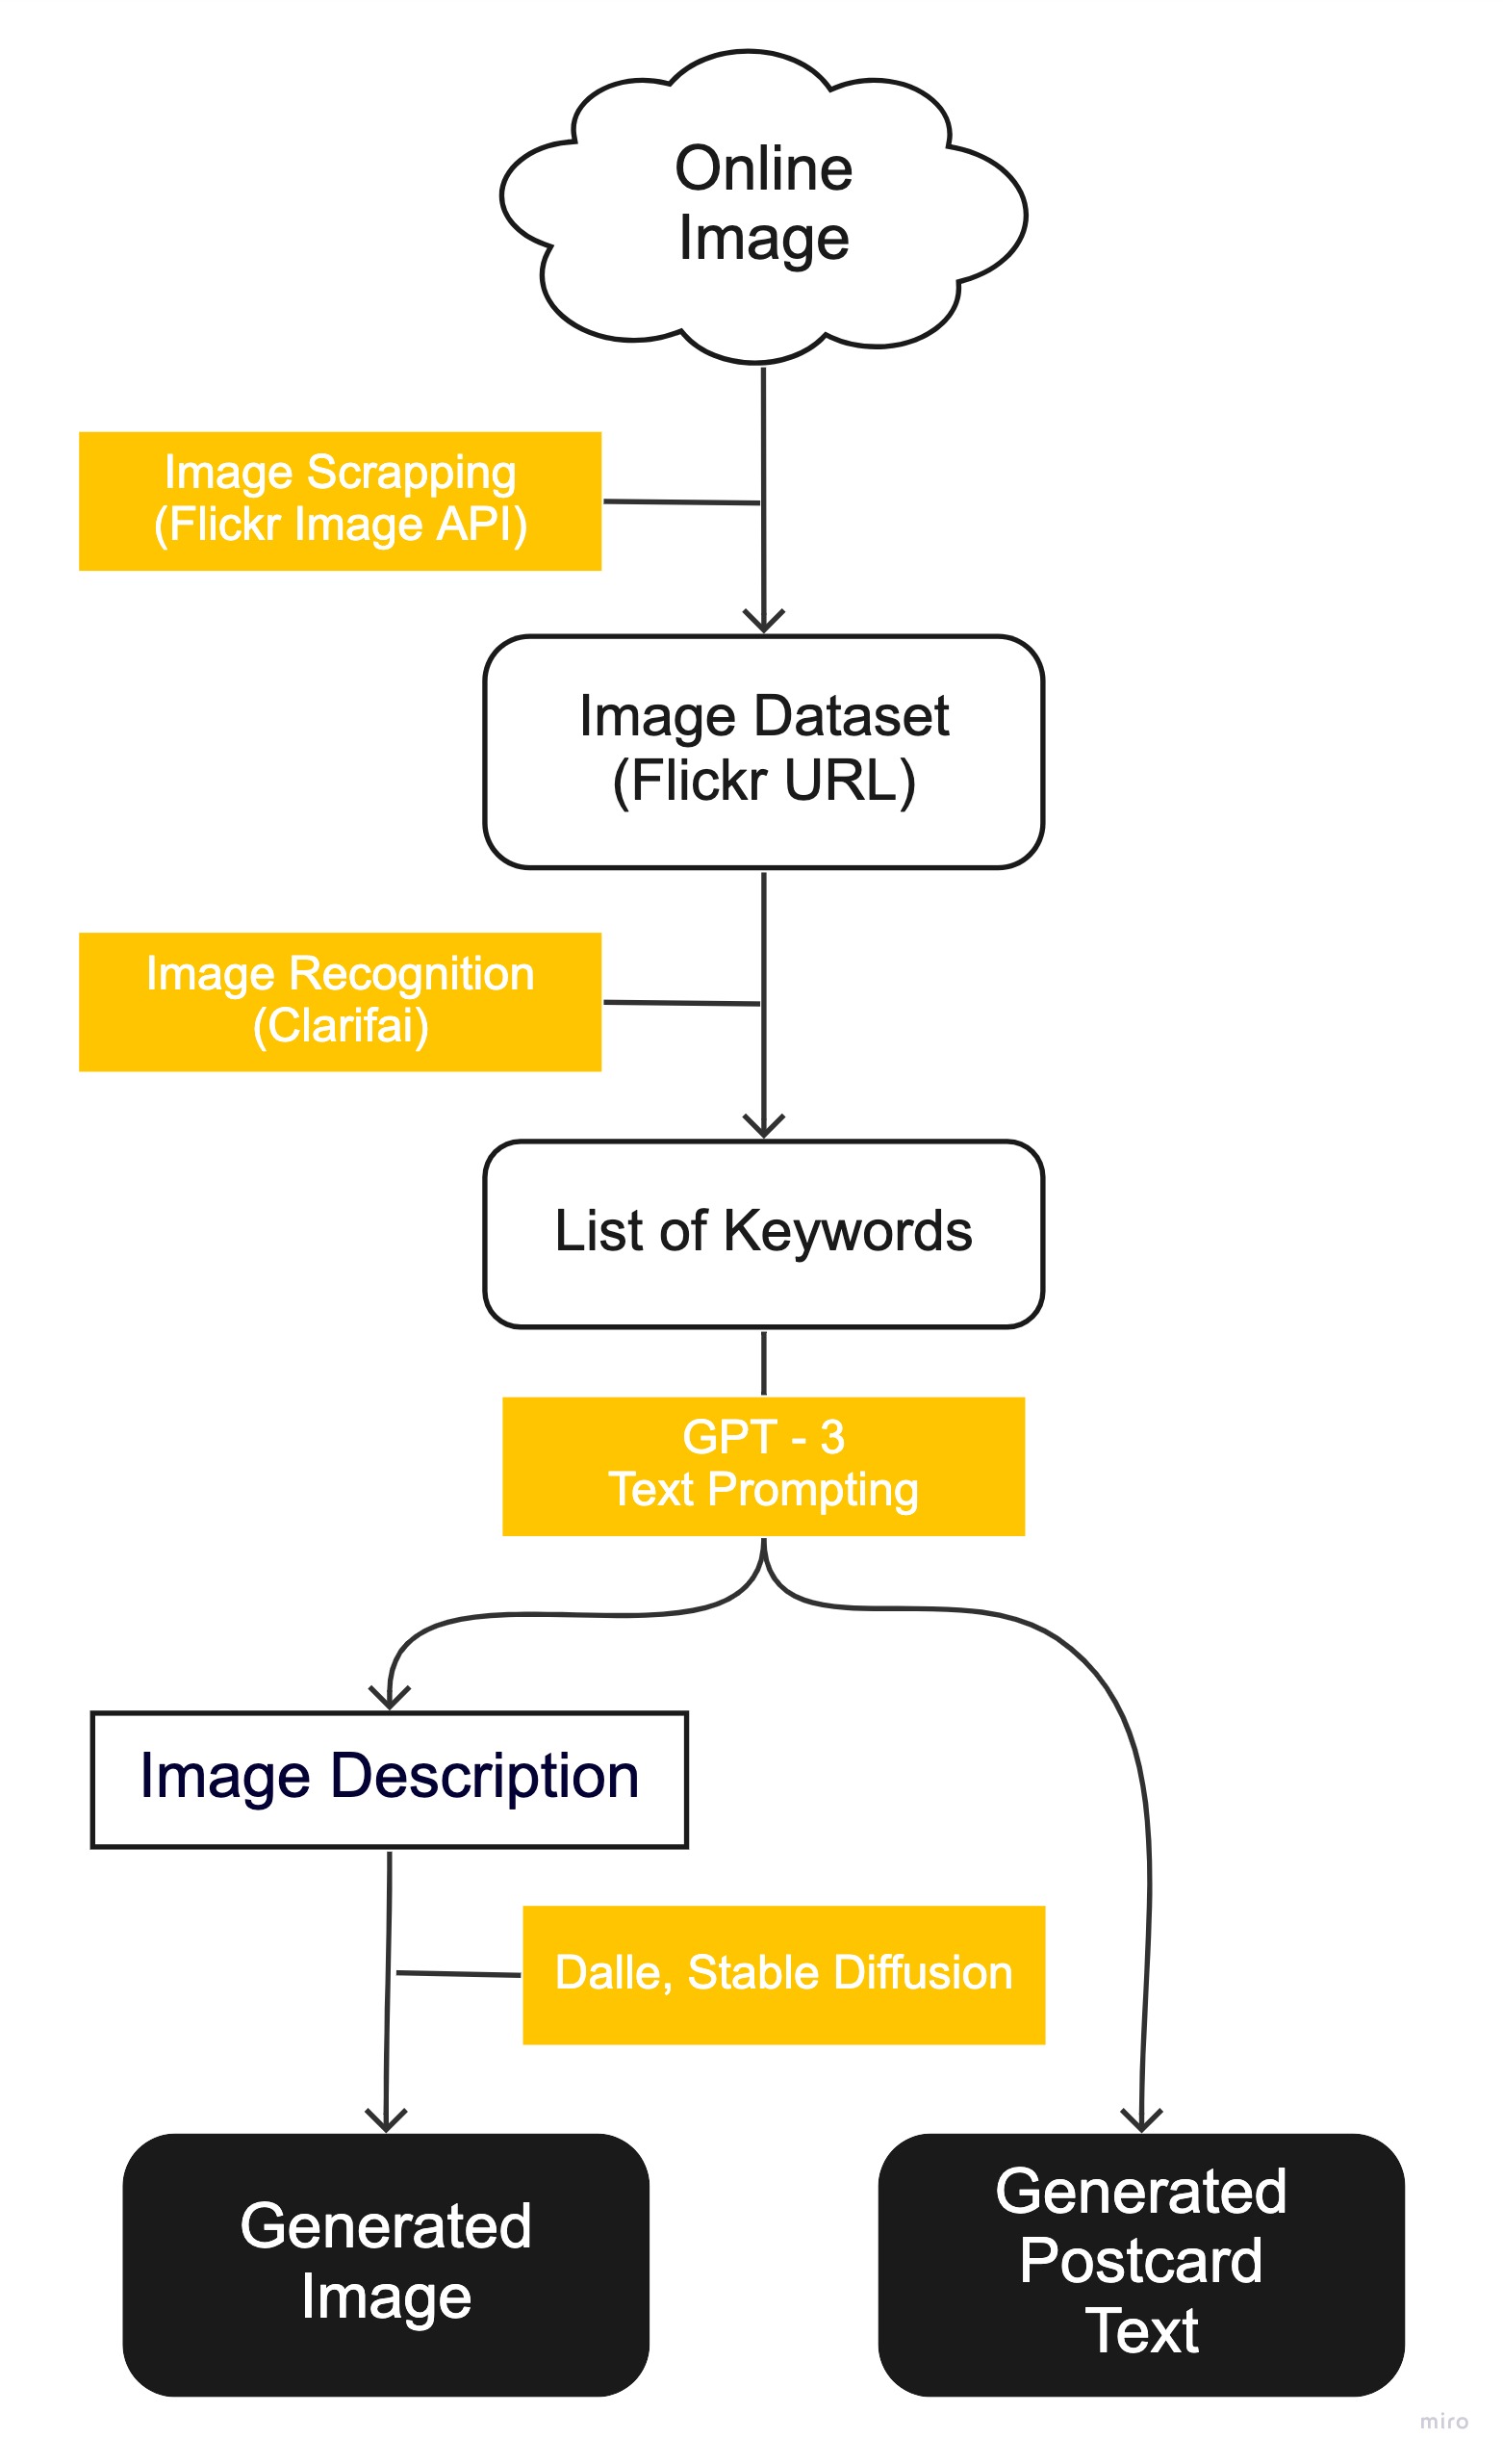 Online
Image
Image Scrapping
(Flickr Image API)
Image Dataset
(Flickr URL)
Image Recognition
(Clarifai)
List of Keywords
GPT - 3
Text Prompting
Image Description
Dalle, Stable Diffusion
Generated
Image
Generated
Postcard
Text
miro